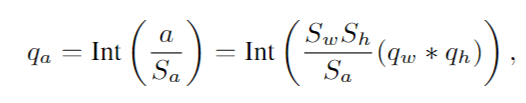 q_a = Int ( a / S_a ) = Int ( S_w S_h / S_a (q_w * q_h) ) ,